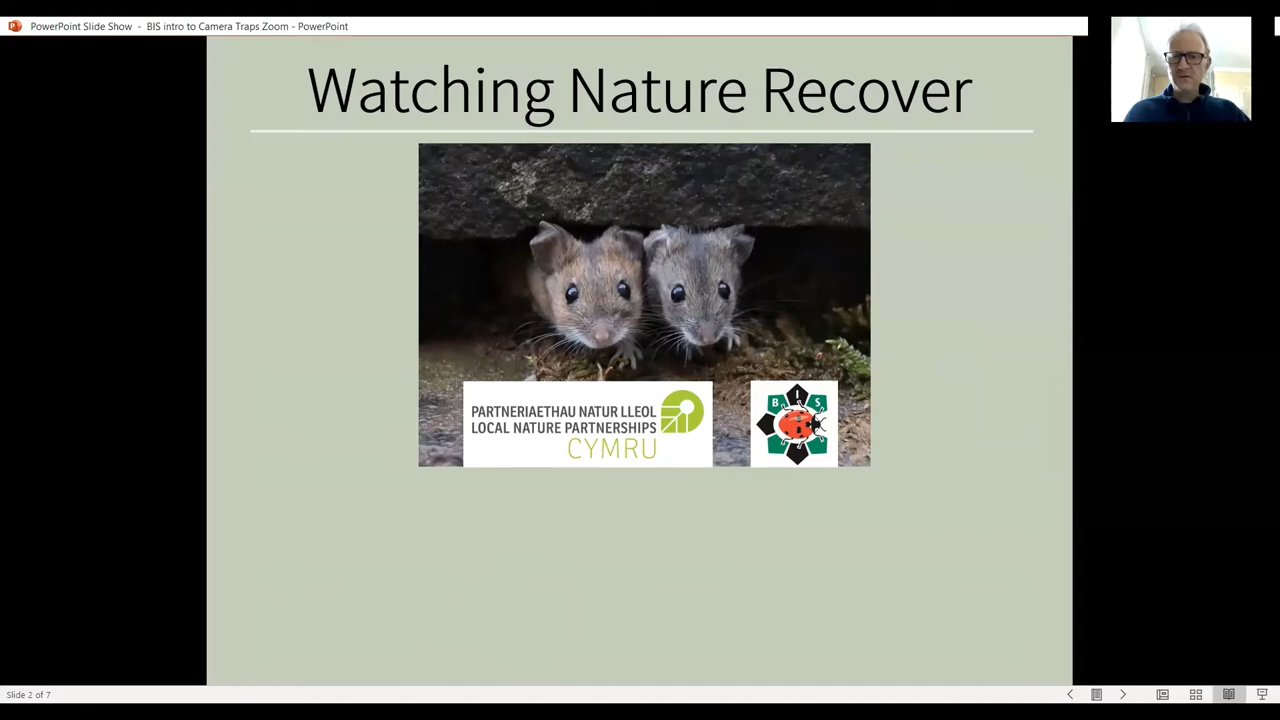 PowerPoint Slide Show - BIS intro to Camera Traps Zoom - PowerPoint
Watching Nature Recover
PARTNERIAETHAU NATUR LLEOL
LOCAL NATURE PARTNERSHIPS
CYMRU
B I S
Slide 2 of 7